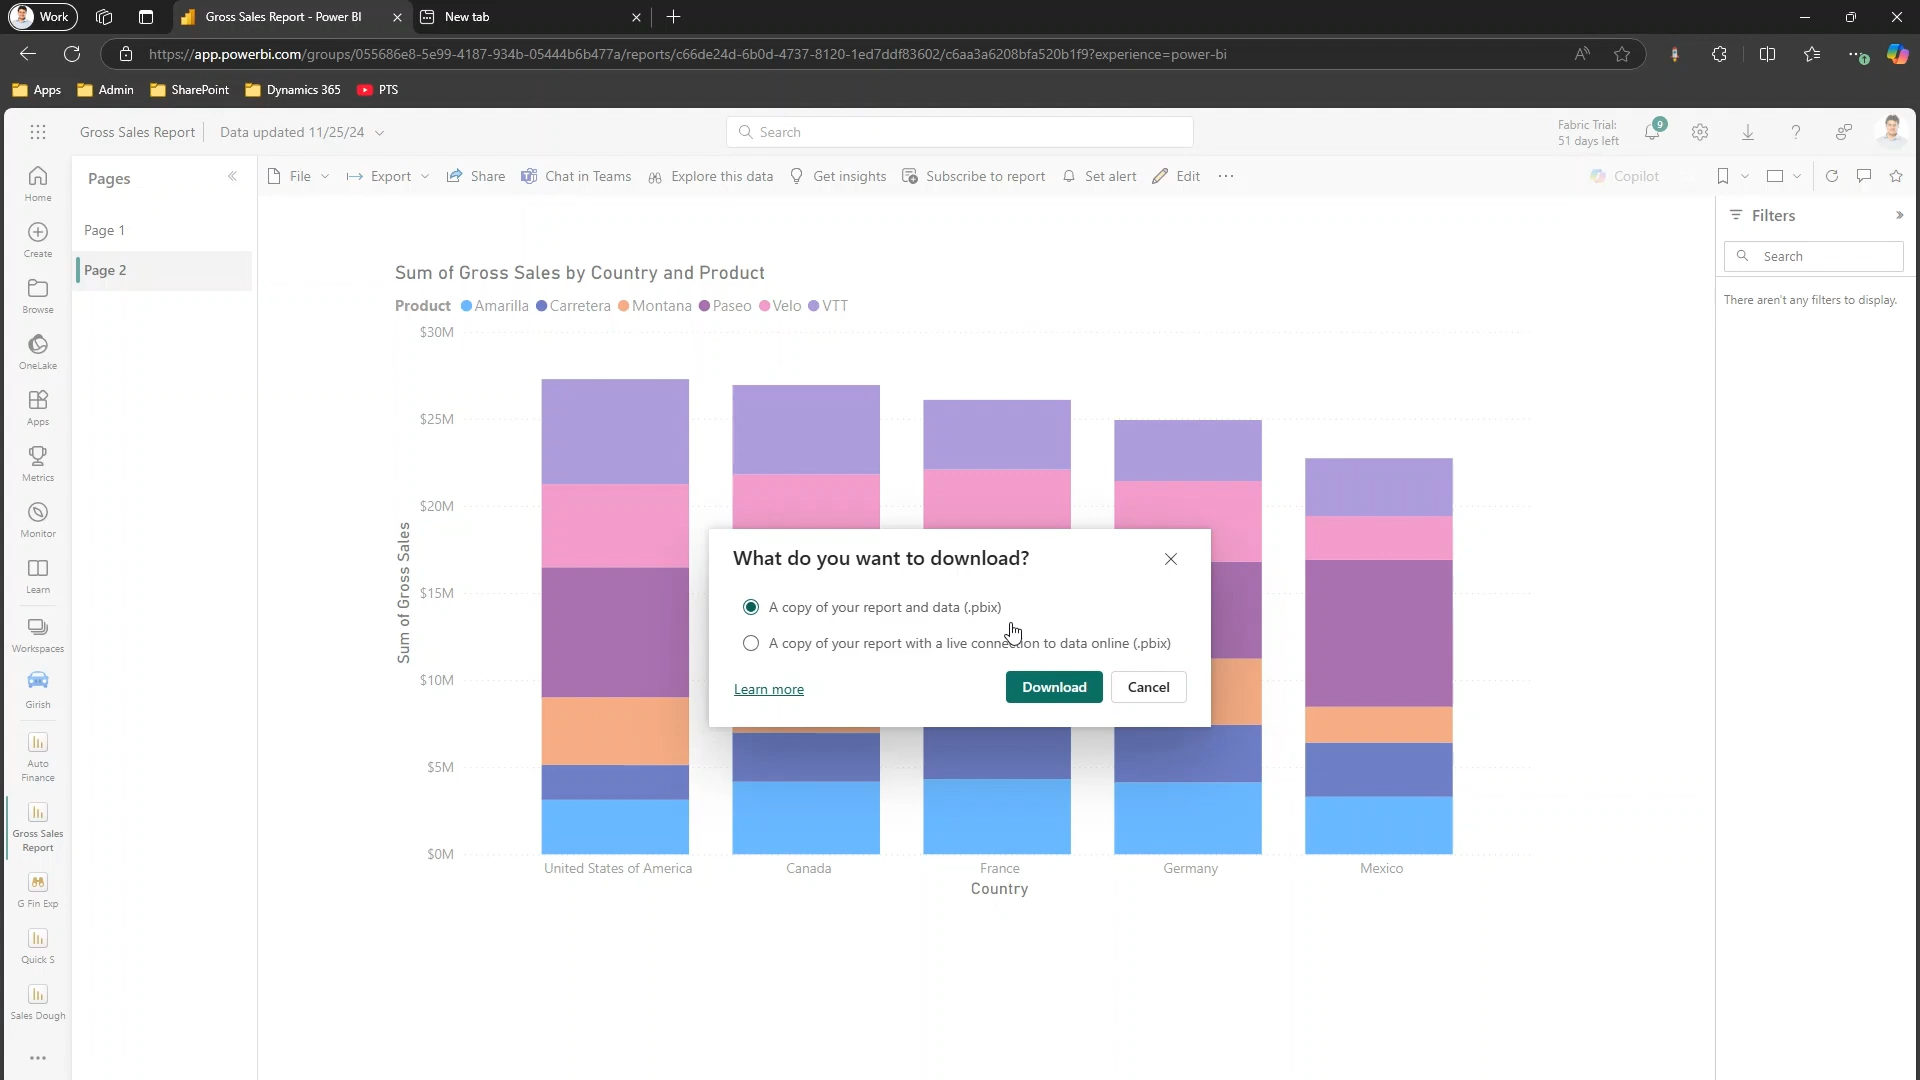 Work
Gross Sales Report - Power BI
New tab
https://app.powerbi.com/groups/055686e8-5e99-4187-934b-05444b6b477a/reports/c66de24d-6b0d-4737-8120-1ed7ddf83602/c6aa3a6208bfa520b1f9?experience=power-bi
Apps
Admin
SharePoint
Dynamics 365
PTS
Gross Sales Report
Data updated 11/25/24
Search
Fabric Trial:
51 days left
9
Home
Create
Browse
OneLake
Apps
Metrics
Monitor
Learn
Workspaces
Girish
Auto
Finance
Gross Sales
Report
G Fin Exp
Quick S
Sales Dough
Pages
Page 1
Page 2
File
Export
Share
Chat in Teams
Explore this data
Get insights
Subscribe to report
Set alert
Edit
Copilot
Sum of Gross Sales by Country and Product
Product Amarilla Carretera Montana Paseo Velo VTT
$30M
$25M
$20M
$15M
$10M
$5M
$0M
Sum of Gross Sales
United States of America
Canada
France
Germany
Mexico
Country
What do you want to download?
A copy of your report and data (.pbix)
A copy of your report with a live connection to data online (.pbix)
Learn more
Download
Cancel
Filters
Search
There aren't any filters to display.